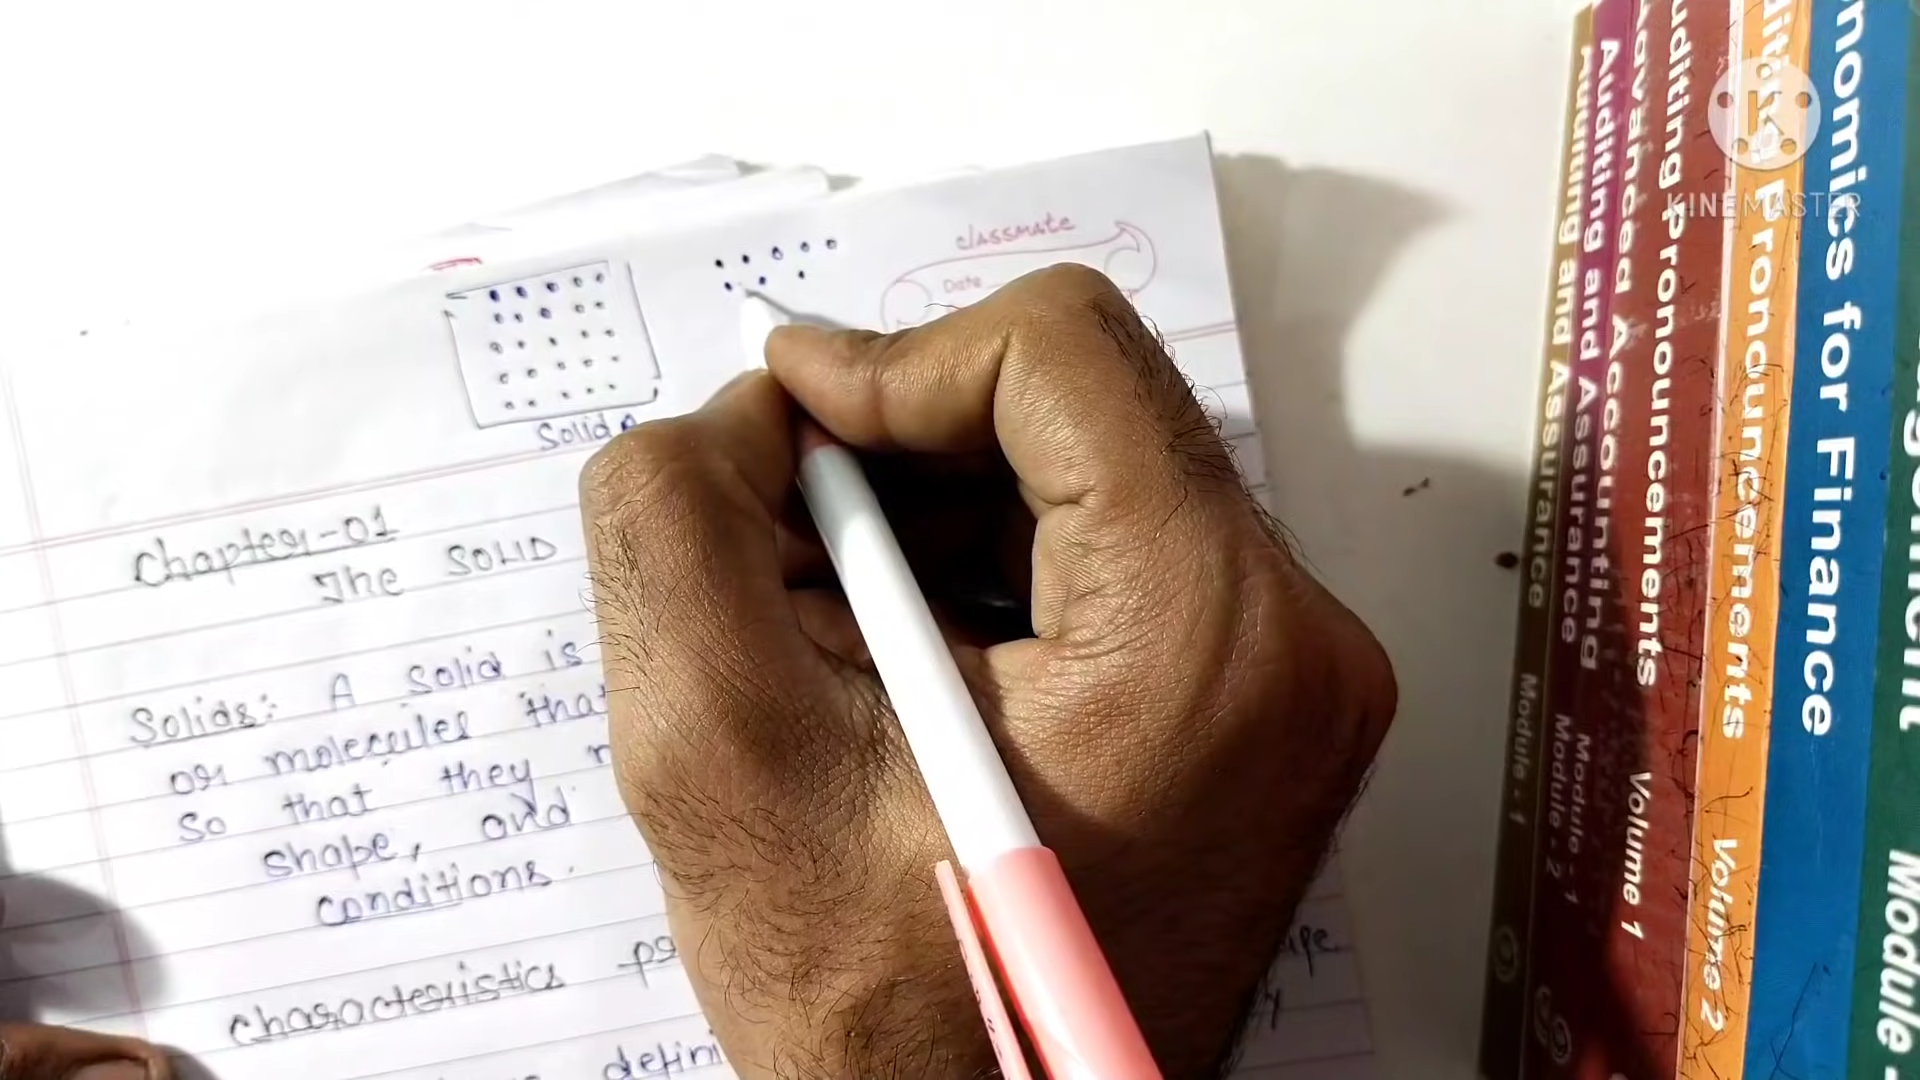 classmate
Date
Solid
Chapter-01
The SOLID
Solids: A solid is
or molecules that
so that they
shape, and
conditions.
characteristics
defini
Auditing and Assurance Module - 1
Auditing and Assurance Module - 2
Advanced Accounting Module - 1
Auditing Pronouncements Volume 1
Auditing Pronouncements Volume 2
nomics for Finance
Module -
KINEMASTER